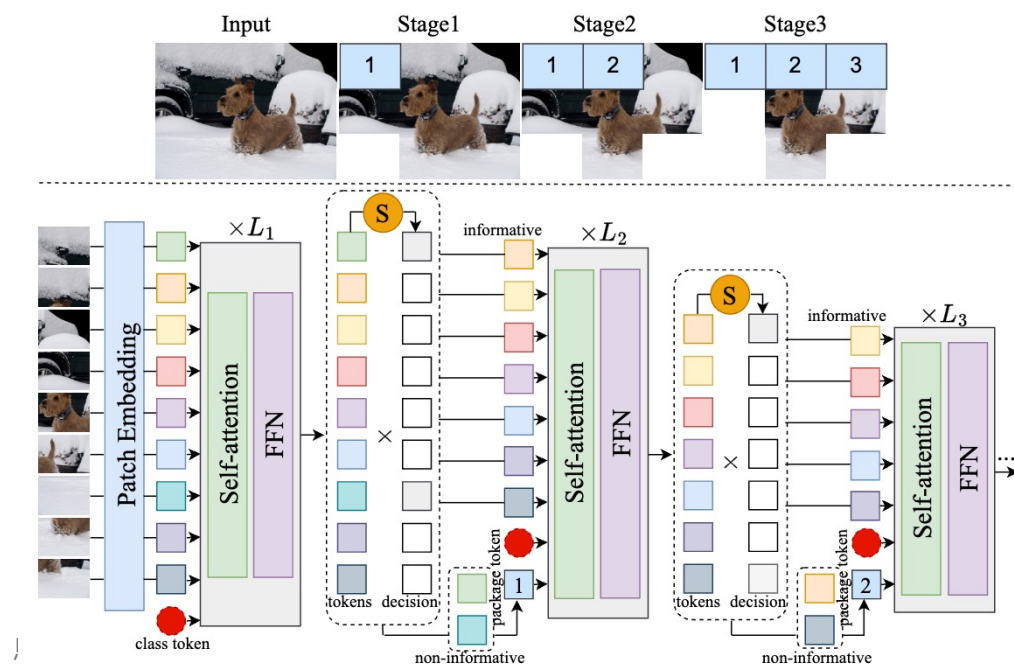 Input Stage1 Stage2 Stage3
1 1 2 1 2 3
×L₁ S ×L₂ S ×L₃
informative
informative
Patch Embedding
Self-attention
FFN
×
Self-attention
FFN
×
Self-attention
FFN
...
tokens decision
package token
1
tokens decision
package token
2
class token
non-informative
non-informative